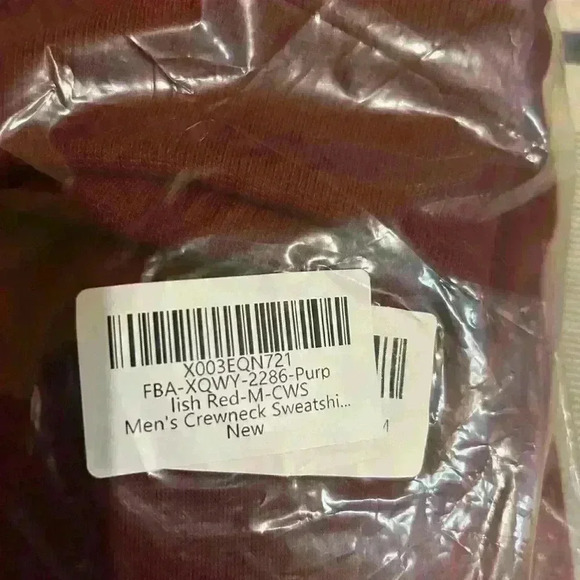 X003EQN721
FBA-XQWY-2286-Purp
lish Red-M-CWS
Men's Crewneck Sweatshi...
New
M